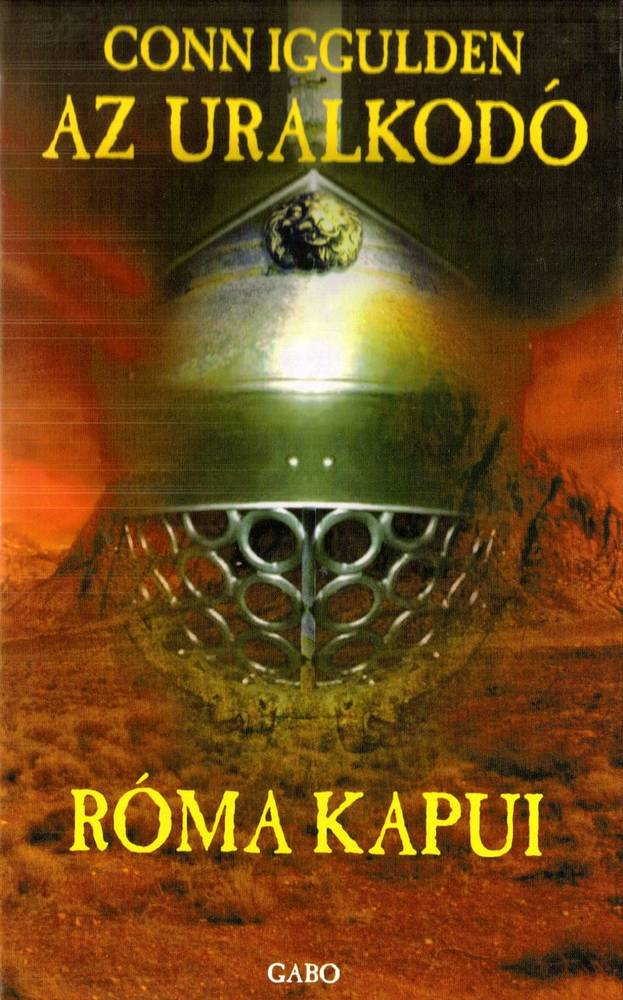 CONN IGGULDEN
AZ URALKODÓ
RÓMA KAPUI
GABO